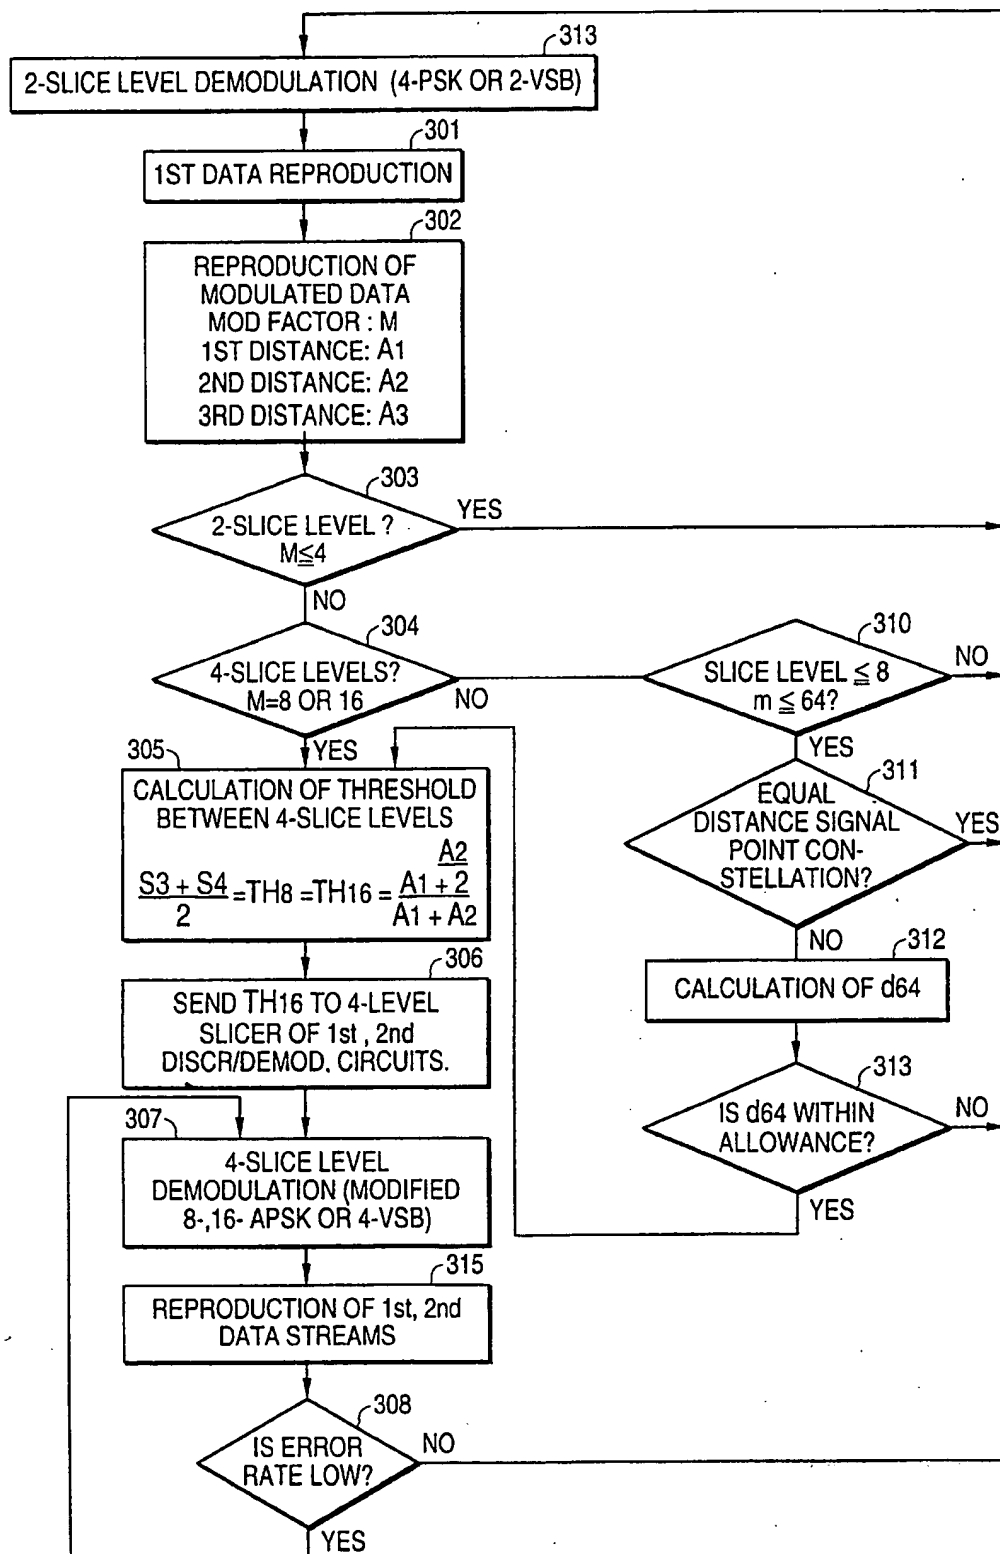 313
2-SLICE LEVEL DEMODULATION (4-PSK OR 2-VSB)
301
1ST DATA REPRODUCTION
302
REPRODUCTION OF
MODULATED DATA
MOD FACTOR : M
1ST DISTANCE: A1
2ND DISTANCE: A2
3RD DISTANCE: A3
303
2-SLICE LEVEL ?
M≦4
YES
NO
304
4-SLICE LEVELS?
M=8 OR 16
NO
YES
310
SLICE LEVEL ≦ 8
m ≦ 64?
NO
YES
305
CALCULATION OF THRESHOLD
BETWEEN 4-SLICE LEVELS
S3 + S4 / 2 =TH8 =TH16 = A1 + A2/2 / A1 + A2
311
EQUAL
DISTANCE SIGNAL
POINT CON-
STELLATION?
YES
NO
312
CALCULATION OF d64
306
SEND TH16 TO 4-LEVEL
SLICER OF 1st , 2nd
DISCR/DEMOD. CIRCUITS.
313
IS d64 WITHIN
ALLOWANCE?
NO
YES
307
4-SLICE LEVEL
DEMODULATION (MODIFIED
8-,16- APSK OR 4-VSB)
315
REPRODUCTION OF 1st, 2nd
DATA STREAMS
308
IS ERROR
RATE LOW?
NO
YES